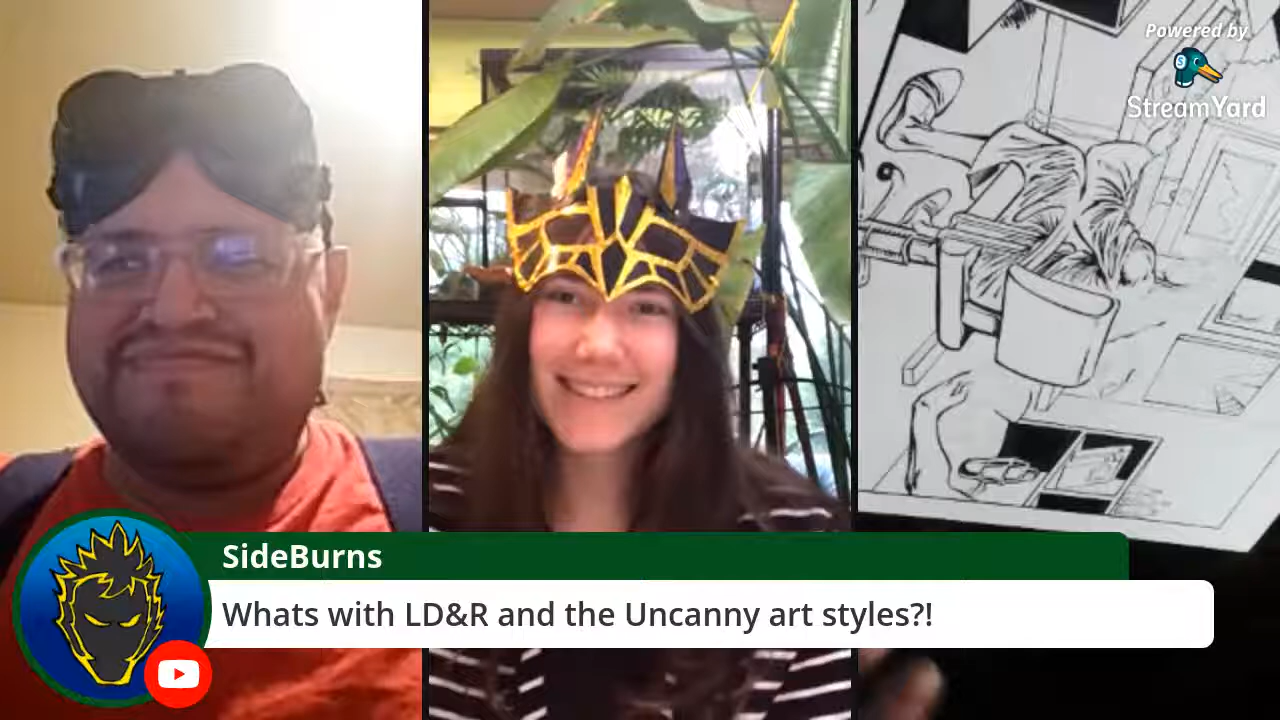 Powered by
StreamYard
SideBurns
Whats with LD&R and the Uncanny art styles?!